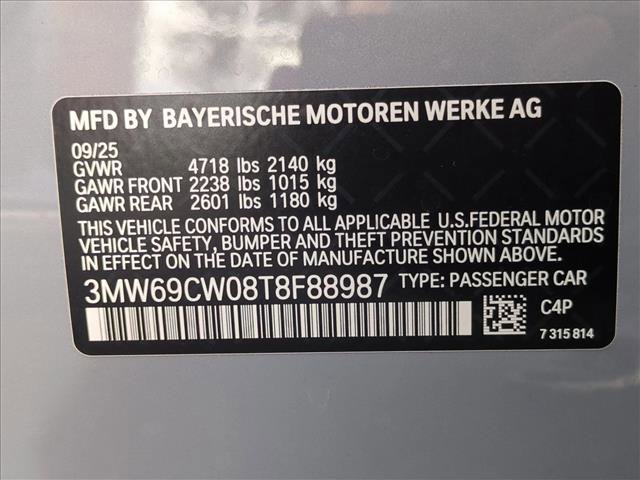 MFD BY BAYERISCHE MOTOREN WERKE AG
09/25
GVWR 4718 lbs 2140 kg
GAWR FRONT 2238 lbs 1015 kg
GAWR REAR 2601 lbs 1180 kg
THIS VEHICLE CONFORMS TO ALL APPLICABLE U.S.FEDERAL MOTOR
VEHICLE SAFETY, BUMPER AND THEFT PREVENTION STANDARDS
IN EFFECT ON THE DATE OF MANUFACTURE SHOWN ABOVE.
3MW69CW08T8F88987 TYPE: PASSENGER CAR
C4P
7 315 814